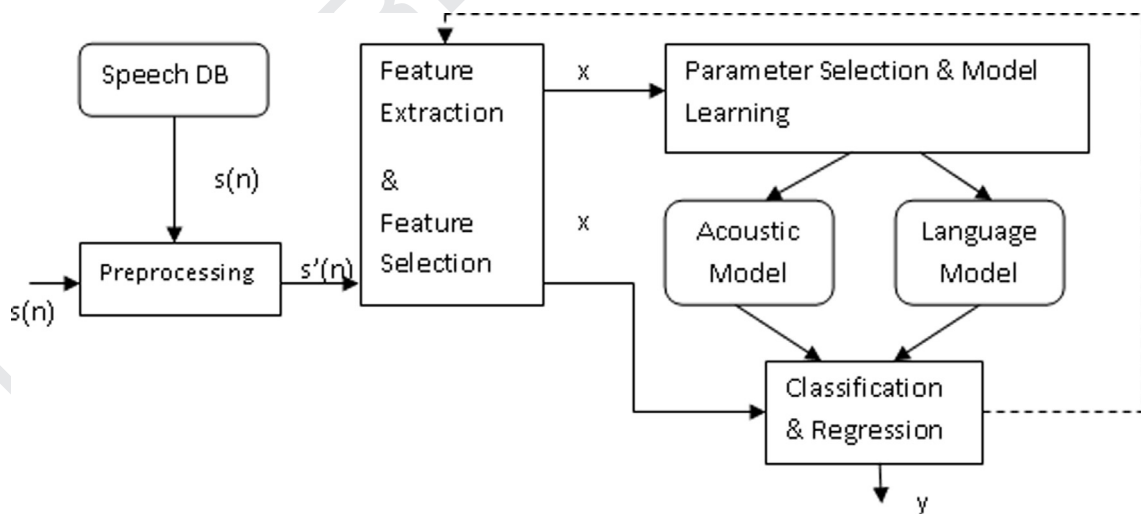 Speech DB
s(n)
Preprocessing
s(n)
s'(n)
Feature
Extraction
&
Feature
Selection
x
x
Parameter Selection & Model
Learning
Acoustic
Model
Language
Model
Classification
& Regression
y